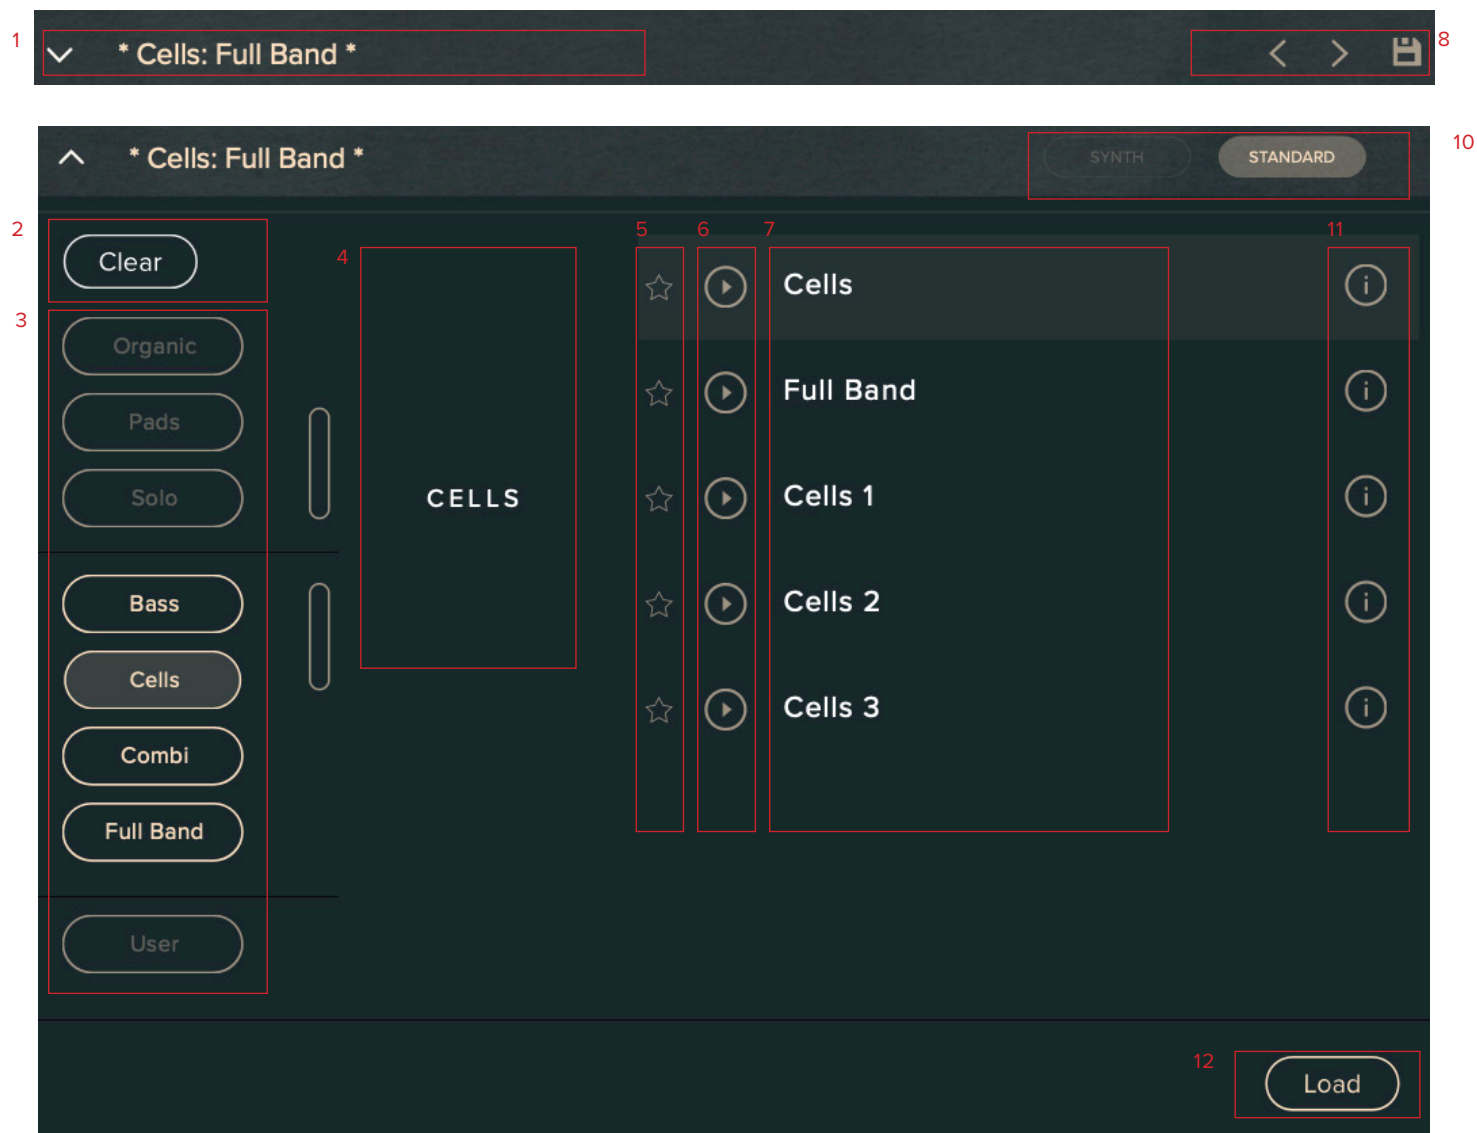 1
* Cells: Full Band *
8
* Cells: Full Band *
SYNTH
STANDARD
10
2
Clear
3
Organic
Pads
Solo
Bass
Cells
Combi
Full Band
User
4
CELLS
5
6
7
11
Cells
i
Full Band
i
Cells 1
i
Cells 2
i
Cells 3
i
12
Load